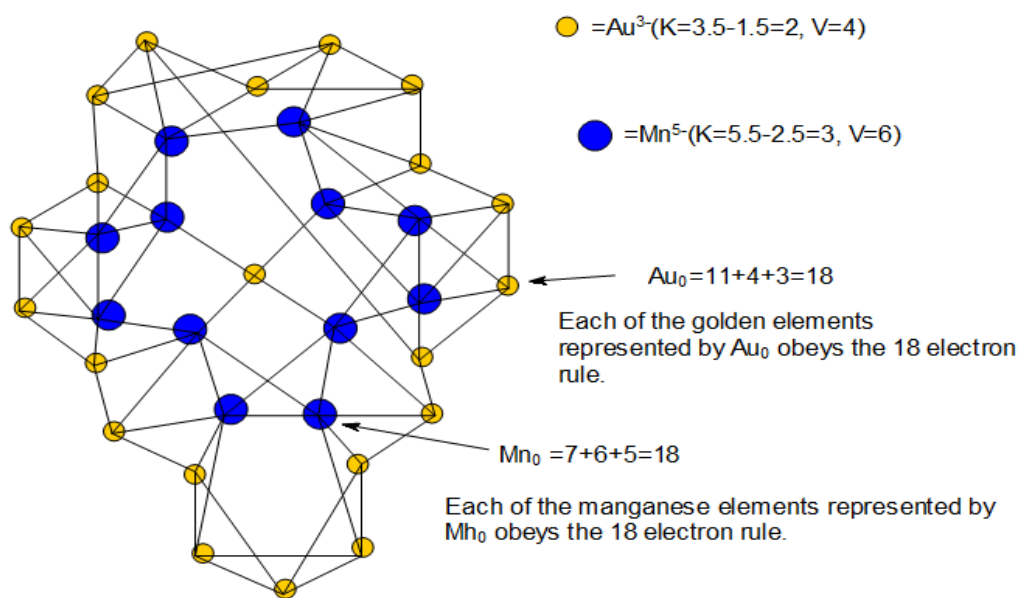 =Au³⁻(K=3.5-1.5=2, V=4)
=Mn⁵⁻(K=5.5-2.5=3, V=6)
Au₀=11+4+3=18
Each of the golden elements
represented by Au₀ obeys the 18 electron
rule.
Mn₀ =7+6+5=18
Each of the manganese elements represented by
Mh₀ obeys the 18 electron rule.